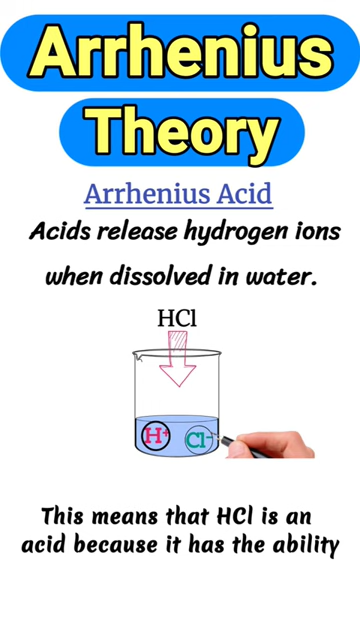 Arrhenius
Theory
Arrhenius Acid
Acids release hydrogen ions
when dissolved in water.
HCl
H+ Cl-
This means that HCl is an
acid because it has the ability